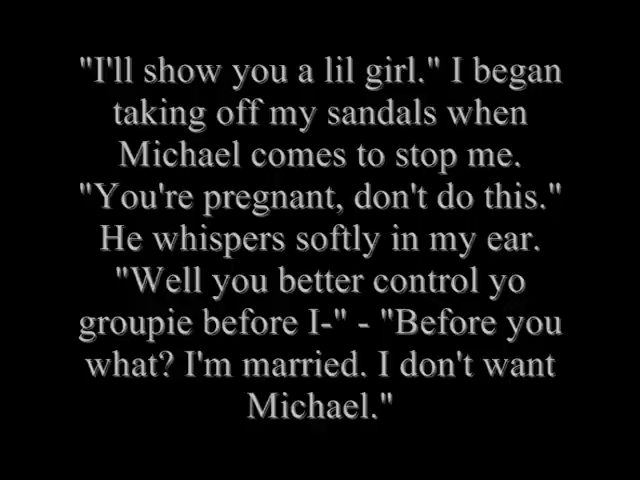 "I'll show you a lil girl." I began
taking off my sandals when
Michael comes to stop me.
"You're pregnant, don't do this."
He whispers softly in my ear.
"Well you better control yo
groupie before I-" - "Before you
what? I'm married. I don't want
Michael."